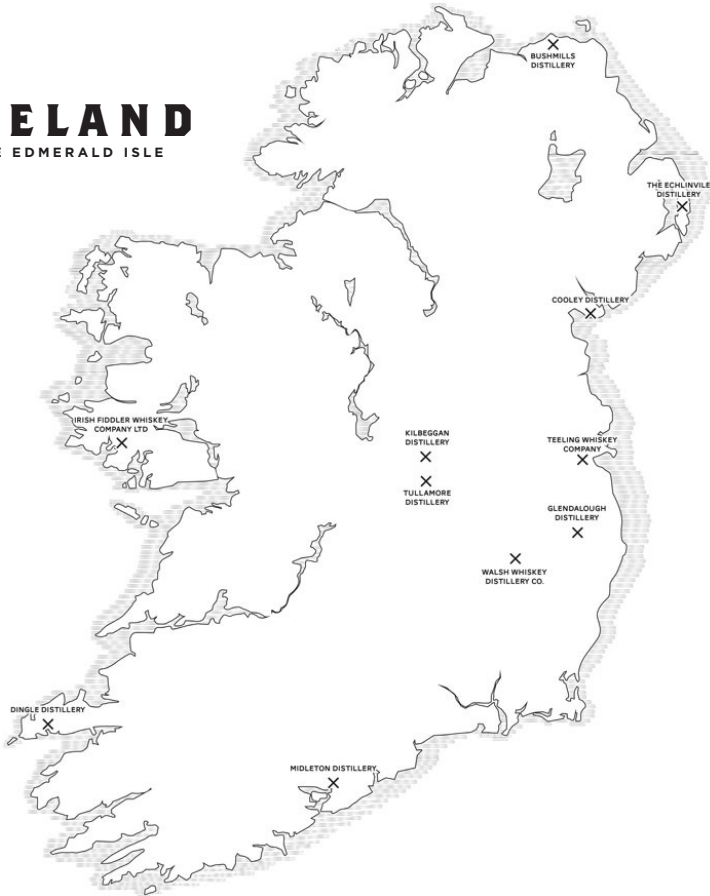 ELAND
E EDMERALD ISLE
BUSHMILLS
DISTILLERY
THE ECHLINVILE
DISTILLERY
COOLEY DISTILLERY
IRISH FIDDLER WHISKEY
COMPANY LTD
KILBEGGAN
DISTILLERY
TEELING WHISKEY
COMPANY
TULLAMORE
DISTILLERY
GLENDALOUGH
DISTILLERY
WALSH WHISKEY
DISTILLERY CO.
DINGLE DISTILLERY
MIDLETON DISTILLERY